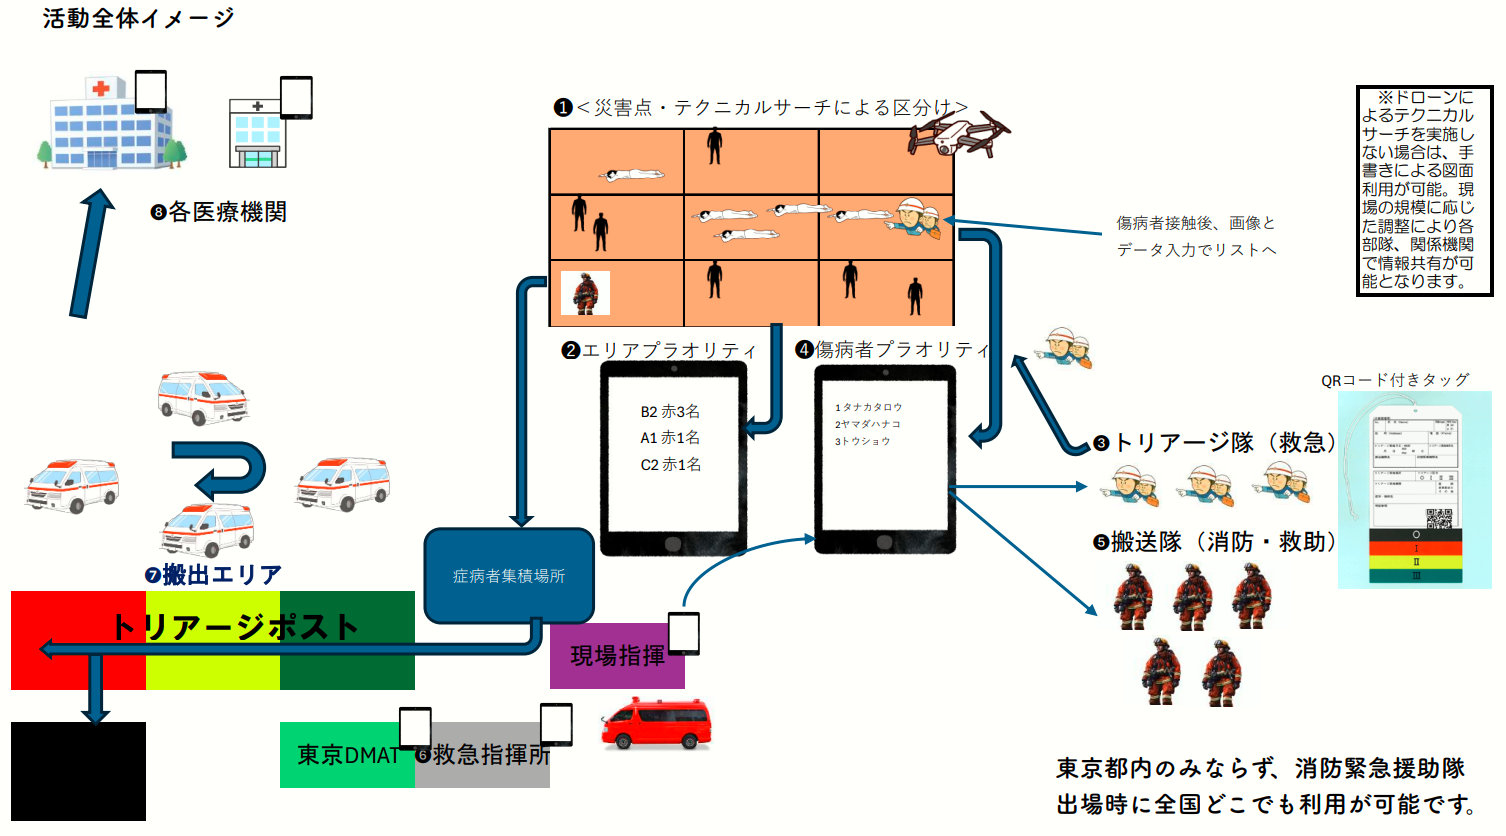 活動全体イメージ
❶＜災害点・テクニカルサーチによる区分け＞
※ドローンに
よるテクニカル
サーチを実施し
ない場合は、手
書きによる図面
利用が可能。現
場の規模に応じ
た調整により各
部隊、関係機関
で情報共有が可
能となります。
❽各医療機関
傷病者接触後、画像と
データ入力でリストへ
❷エリアプラオリティ
❹傷病者プラオリティ
B2 赤3名
A1 赤1名
C2 赤1名
1 タナカタロウ
2ヤマダハナコ
3トウショウ
QRコード付きタッグ
❸トリアージ隊（救急）
❺搬送隊（消防・救助）
O
I
II
III
症病者集積場所
❼搬出エリア
トリアージポスト
現場指揮
東京DMAT
❻救急指揮所
東京都内のみならず、消防緊急援助隊
出場時に全国どこでも利用が可能です。